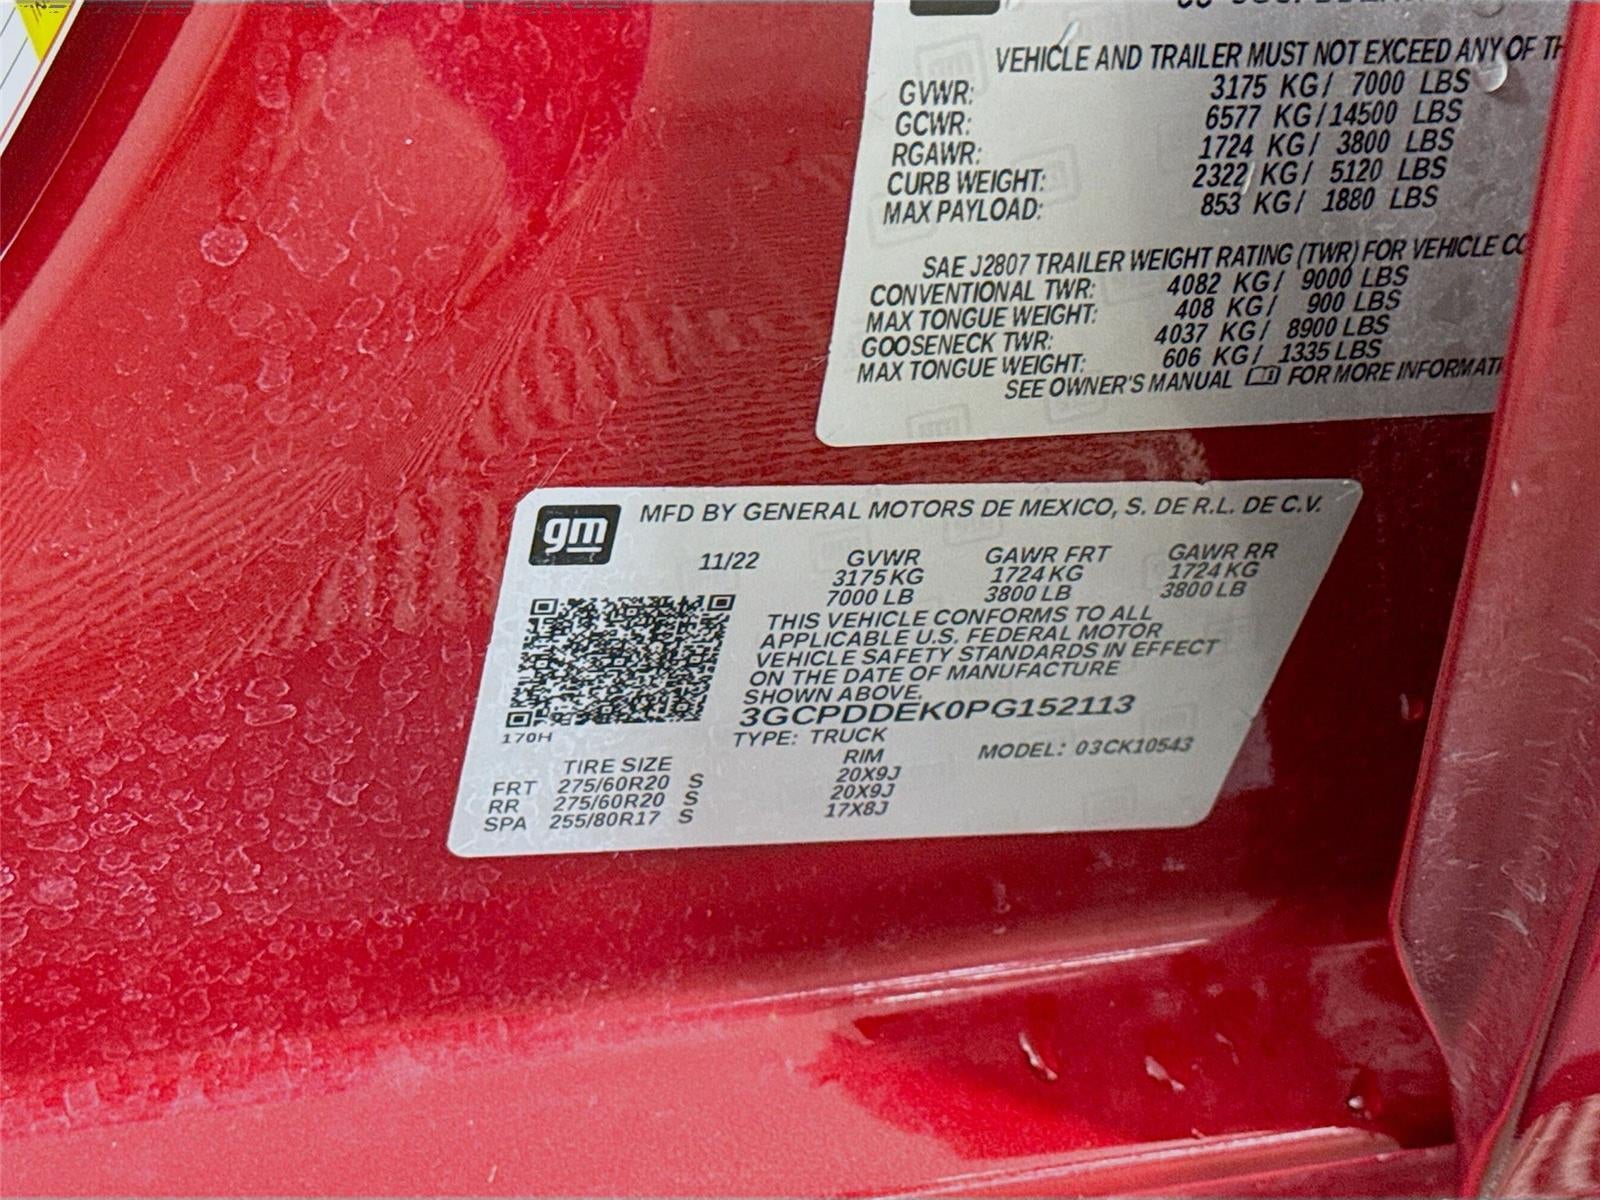 VEHICLE AND TRAILER MUST NOT EXCEED ANY OF TH
GVWR: 3175 KG/ 7000 LBS
GCWR: 6577 KG/14500 LBS
RGAWR: 1724 KG/ 3800 LBS
CURB WEIGHT: 2322 KG/ 5120 LBS
MAX PAYLOAD: 853 KG/ 1880 LBS
SAE J2807 TRAILER WEIGHT RATING (TWR) FOR VEHICLE CO
CONVENTIONAL TWR: 4082 KG/ 9000 LBS
MAX TONGUE WEIGHT: 408 KG/ 900 LBS
GOOSENECK TWR: 4037 KG/ 8900 LBS
MAX TONGUE WEIGHT: 606 KG/ 1335 LBS
SEE OWNER'S MANUAL FOR MORE INFORMATI
gm MFD BY GENERAL MOTORS DE MEXICO, S. DE R.L. DE C.V.
11/22 GVWR GAWR FRT GAWR RR
3175 KG 1724 KG 1724 KG
7000 LB 3800 LB 3800 LB
THIS VEHICLE CONFORMS TO ALL
APPLICABLE U.S. FEDERAL MOTOR
VEHICLE SAFETY STANDARDS IN EFFECT
ON THE DATE OF MANUFACTURE
SHOWN ABOVE.
3GCPDDEK0PG152113
170H
TYPE: TRUCK MODEL: 03CK10543
TIRE SIZE RIM
FRT 275/60R20 S 20X9J
RR 275/60R20 S 20X9J
SPA 255/80R17 S 17X8J